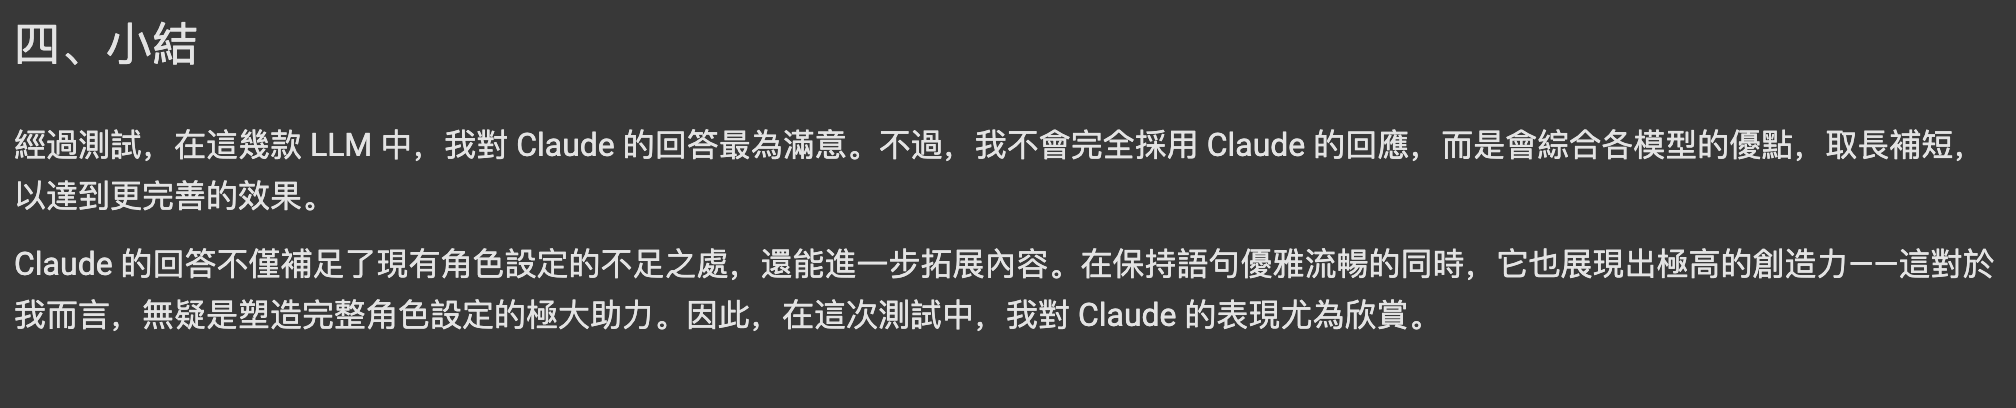 四、小結
經過測試，在這幾款 LLM 中，我對 Claude 的回答最為滿意。不過，我不會完全採用 Claude 的回應，而是會綜合各模型的優點，取長補短，
以達到更完善的效果。
Claude 的回答不僅補足了現有角色設定的不足之處，還能進一步拓展內容。在保持語句優雅流暢的同時，它也展現出極高的創造力——這對於
我而言，無疑是塑造完整角色設定的極大助力。因此，在這次測試中，我對 Claude 的表現尤為欣賞。